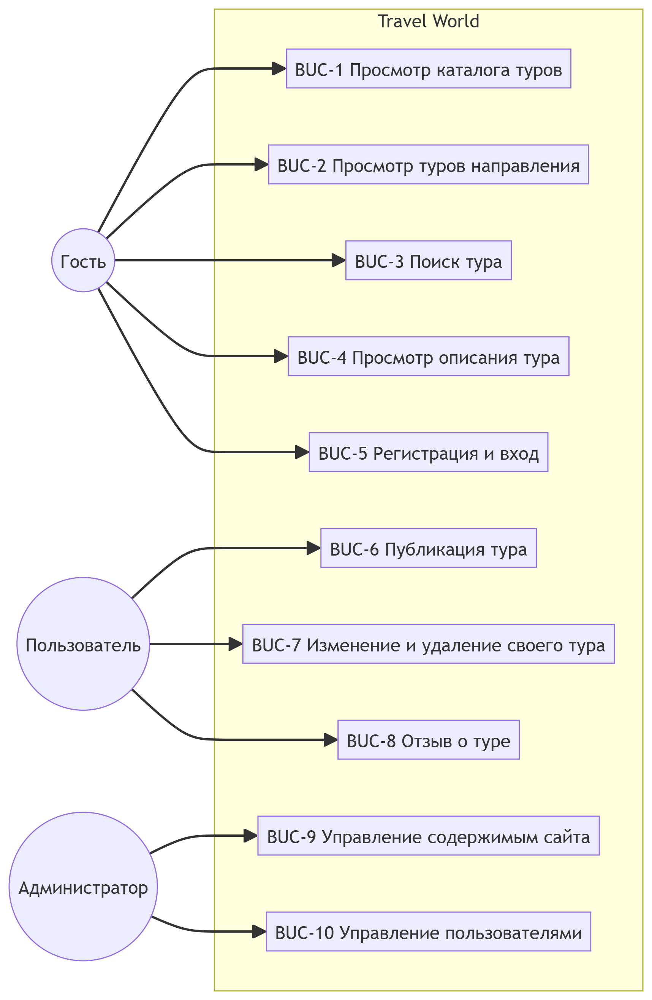 Travel World
BUC-1 Просмотр каталога туров
BUC-2 Просмотр туров направления
Гость
BUC-3 Поиск тура
BUC-4 Просмотр описания тура
BUC-5 Регистрация и вход
BUC-6 Публикация тура
Пользователь
BUC-7 Изменение и удаление своего тура
BUC-8 Отзыв о туре
BUC-9 Управление содержимым сайта
Администратор
BUC-10 Управление пользователями